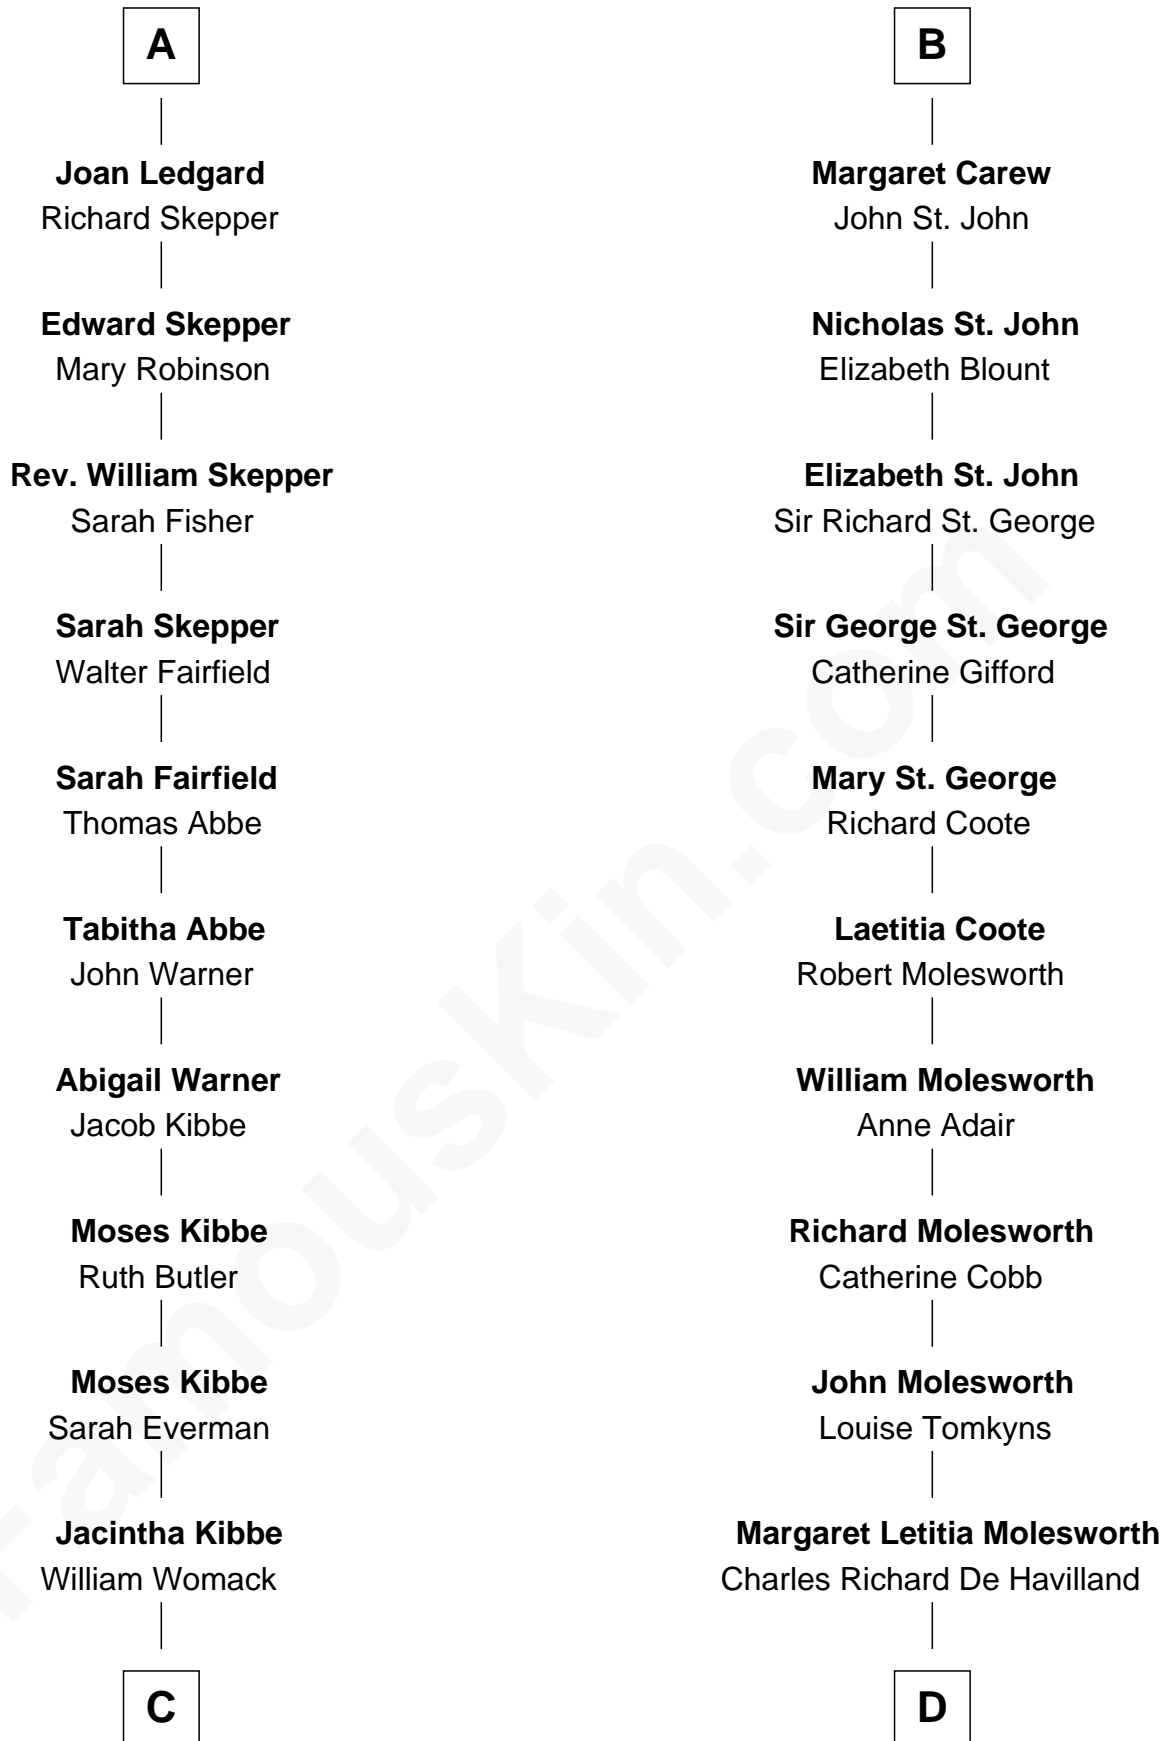 A
Joan Ledgard
Richard Skepper
Edward Skepper
Mary Robinson
Rev. William Skepper
Sarah Fisher
Sarah Skepper
Walter Fairfield
Sarah Fairfield
Thomas Abbe
Tabitha Abbe
John Warner
Abigail Warner
Jacob Kibbe
Moses Kibbe
Ruth Butler
Moses Kibbe
Sarah Everman
Jacintha Kibbe
William Womack
C
B
Margaret Carew
John St. John
Nicholas St. John
Elizabeth Blount
Elizabeth St. John
Sir Richard St. George
Sir George St. George
Catherine Gifford
Mary St. George
Richard Coote
Laetitia Coote
Robert Molesworth
William Molesworth
Anne Adair
Richard Molesworth
Catherine Cobb
John Molesworth
Louise Tomkyns
Margaret Letitia Molesworth
Charles Richard De Havilland
D
FamousKin.com